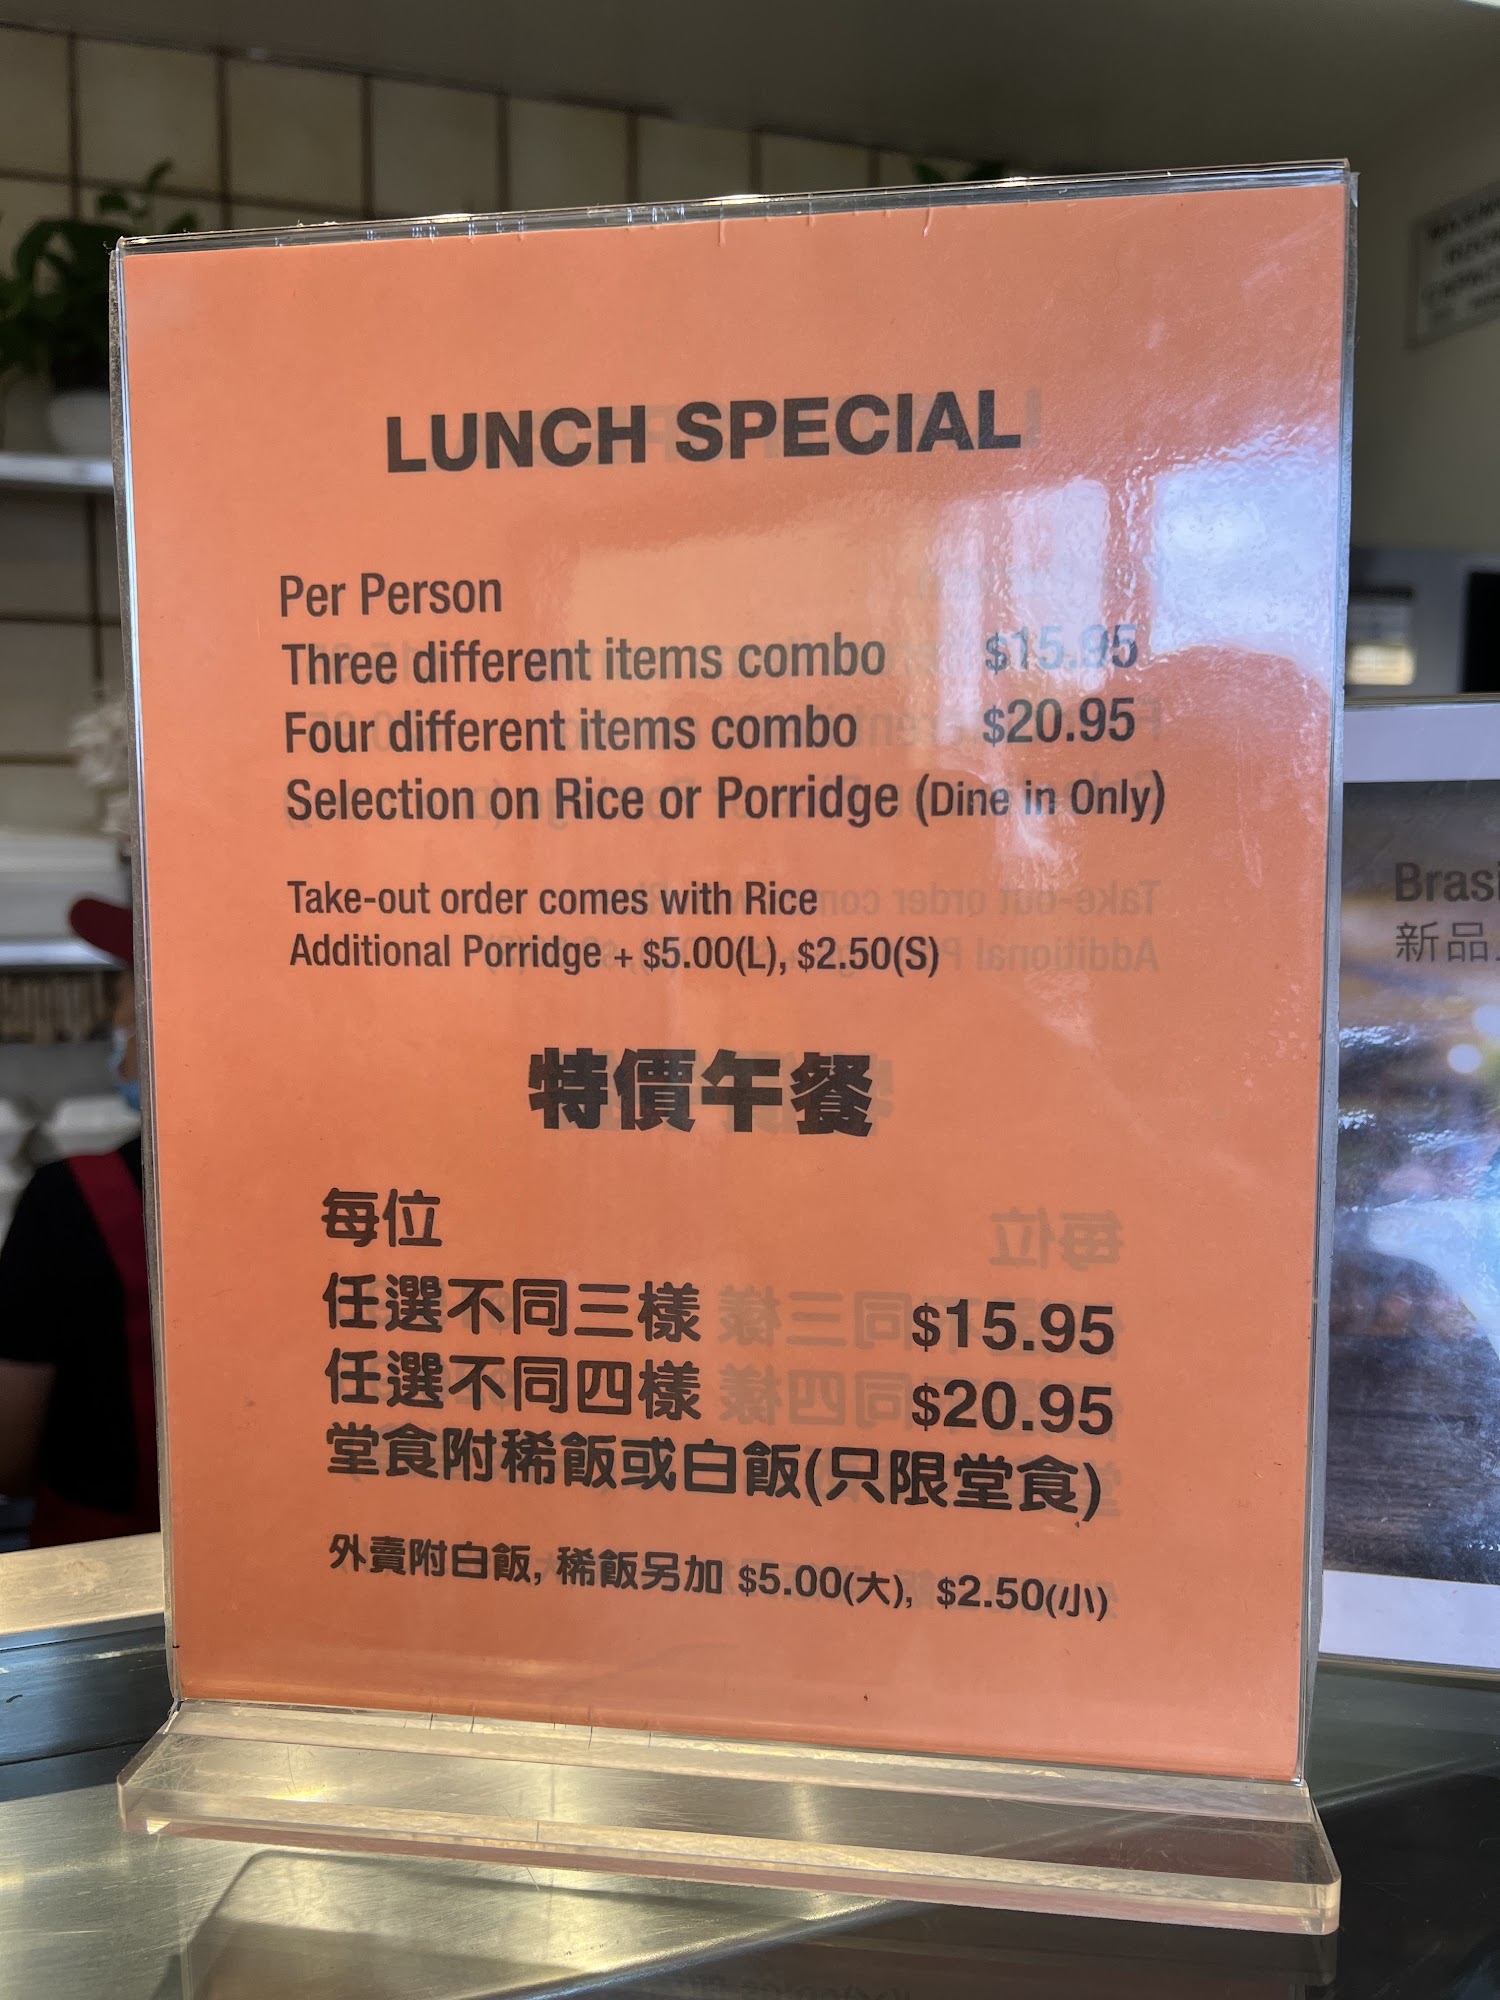 LUNCH SPECIAL
Per Person
Three different items combo $15.95
Four different items combo $20.95
Selection on Rice or Porridge (Dine in Only)
Take-out order comes with Rice
Additional Porridge + $5.00(L), $2.50(S)
特價午餐
每位
任選不同三樣 $15.95
任選不同四樣 $20.95
堂食附稀飯或白飯(只限堂食)
外賣附白飯, 稀飯另加 $5.00(大), $2.50(小)
Brasi
新品